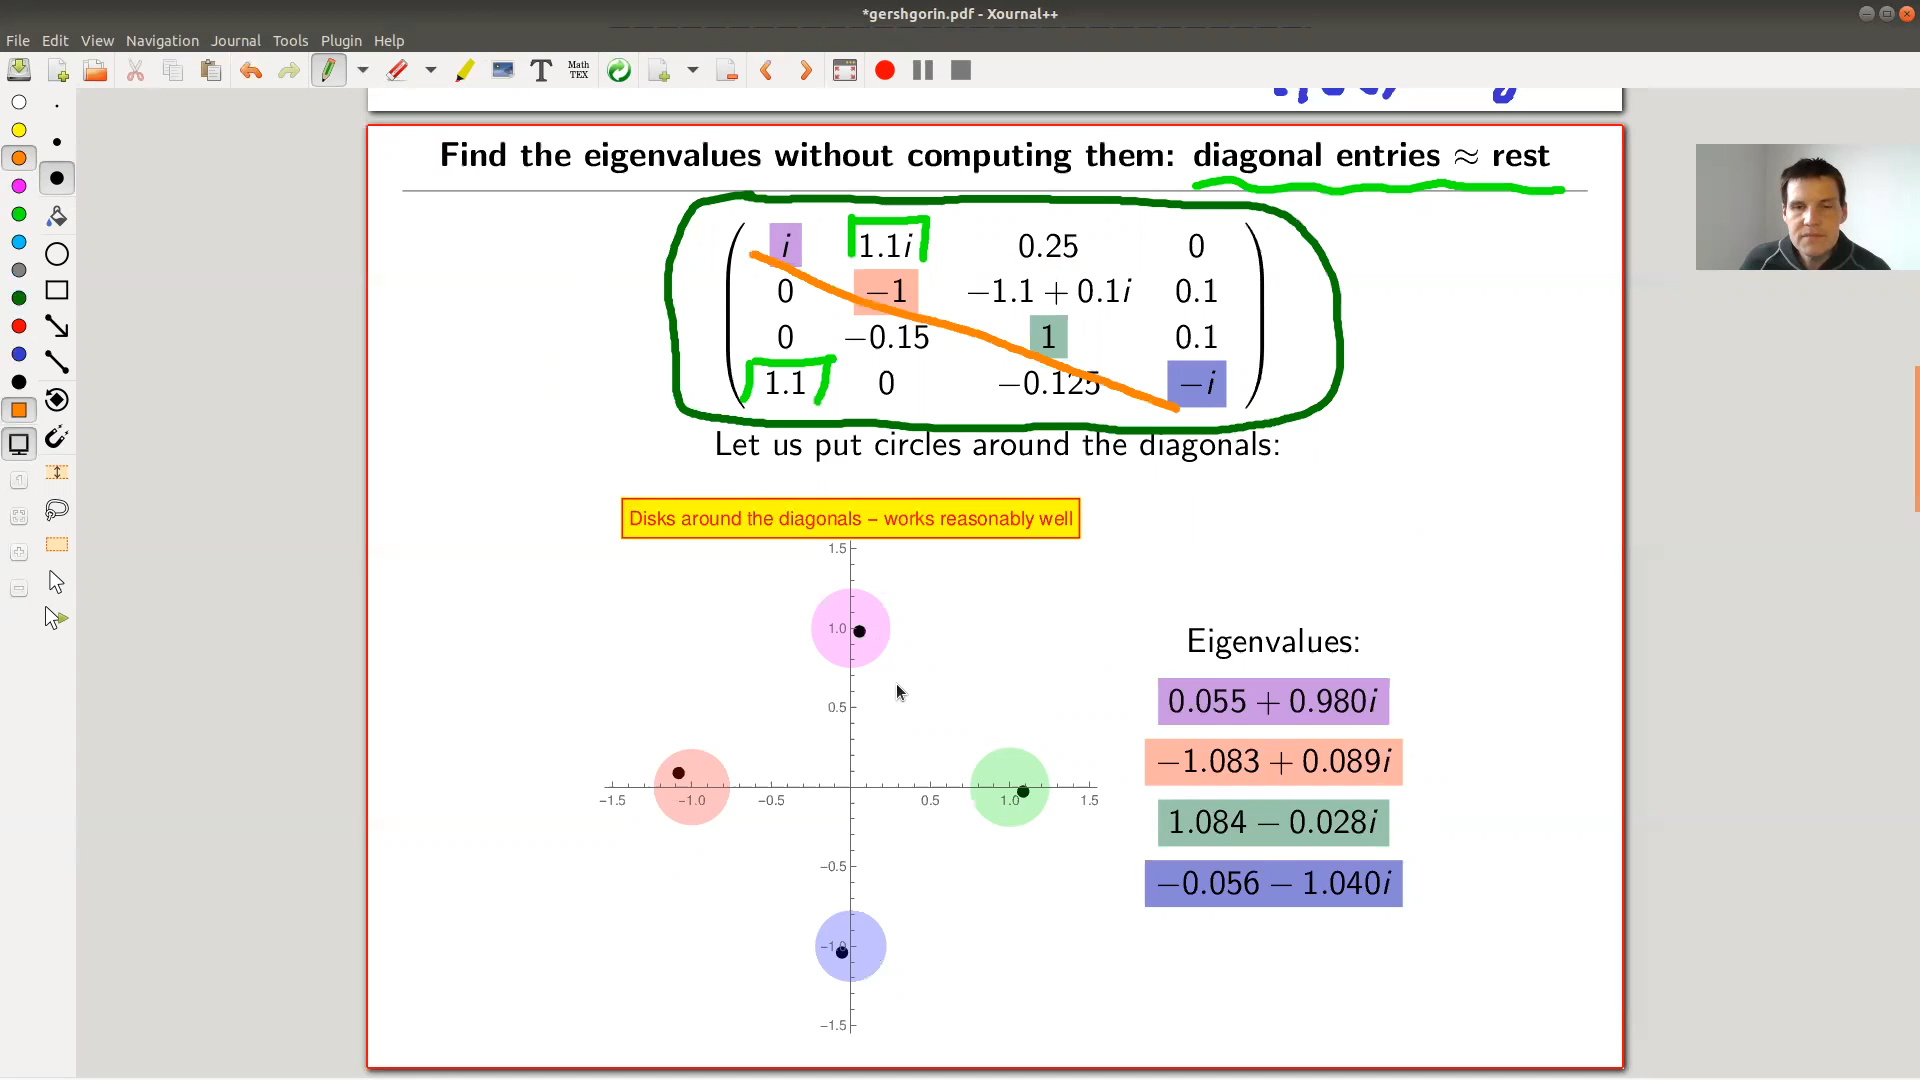 *gershgorin.pdf - Xournal++
File Edit View Navigation Journal Tools Plugin Help
Math TEX
Find the eigenvalues without computing them: diagonal entries ≈ rest
i 1.1i 0.25 0
0 −1 −1.1 + 0.1i 0.1
0 −0.15 1 0.1
1.1 0 −0.125 −i
Let us put circles around the diagonals:
Disks around the diagonals – works reasonably well
1.5
1.0
0.5
−1.5 −1.0 −0.5 0.5 1.0 1.5
−0.5
−1.0
−1.5
Eigenvalues:
0.055 + 0.980i
−1.083 + 0.089i
1.084 − 0.028i
−0.056 − 1.040i